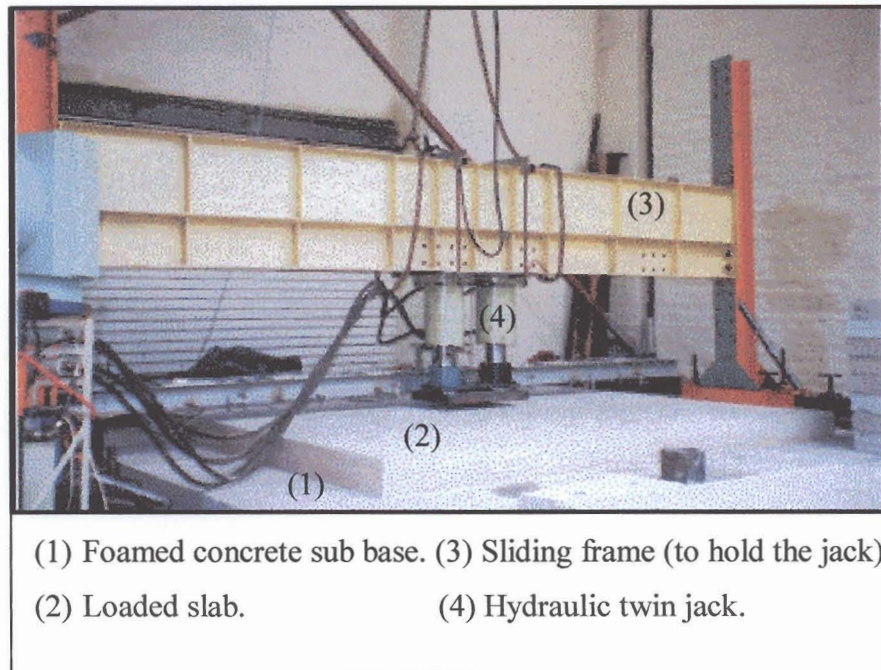 (3)
(4)
(2)
(1)
(1) Foamed concrete sub base. (3) Sliding frame (to hold the jack)
(2) Loaded slab. (4) Hydraulic twin jack.